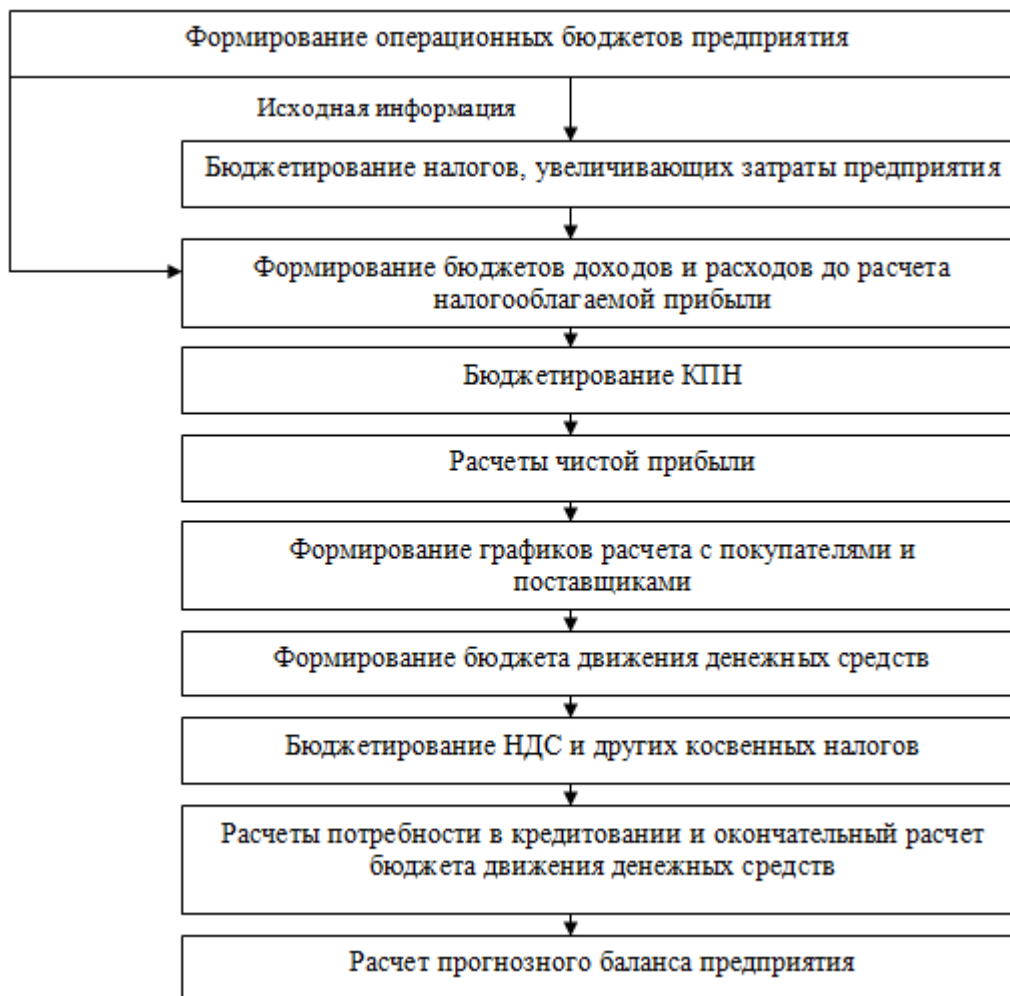 Формирование операционных бюджетов предприятия
Исходная информация
Бюджетирование налогов, увеличивающих затраты предприятия
Формирование бюджетов доходов и расходов до расчета
налогооблагаемой прибыли
Бюджетирование КПН
Расчеты чистой прибыли
Формирование графиков расчета с покупателями и
поставщиками
Формирование бюджета движения денежных средств
Бюджетирование НДС и других косвенных налогов
Расчеты потребности в кредитовании и окончательный расчет
бюджета движения денежных средств
Расчет прогнозного баланса предприятия